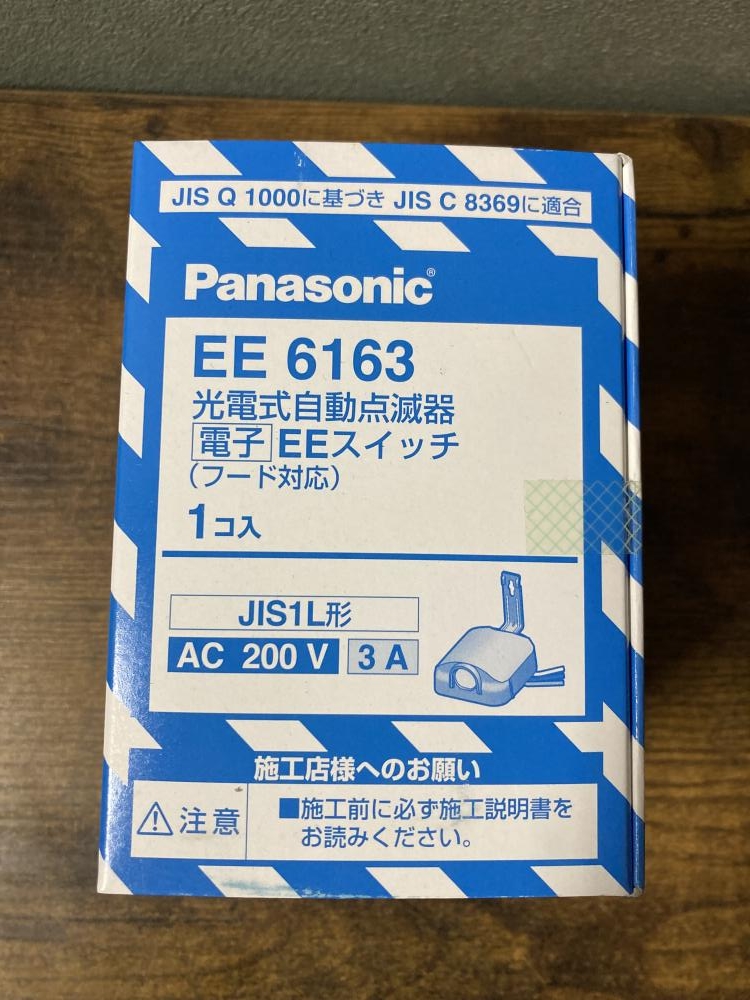 JIS Q 1000に基づき JIS C 8369に適合
Panasonic®
EE 6163
光電式自動点滅器
電子 EEスイッチ
(フード対応)
1コ入
JIS1L形
AC 200 V 3 A
施工店様へのお願い
注意
■施工前に必ず施工説明書を
お読みください。